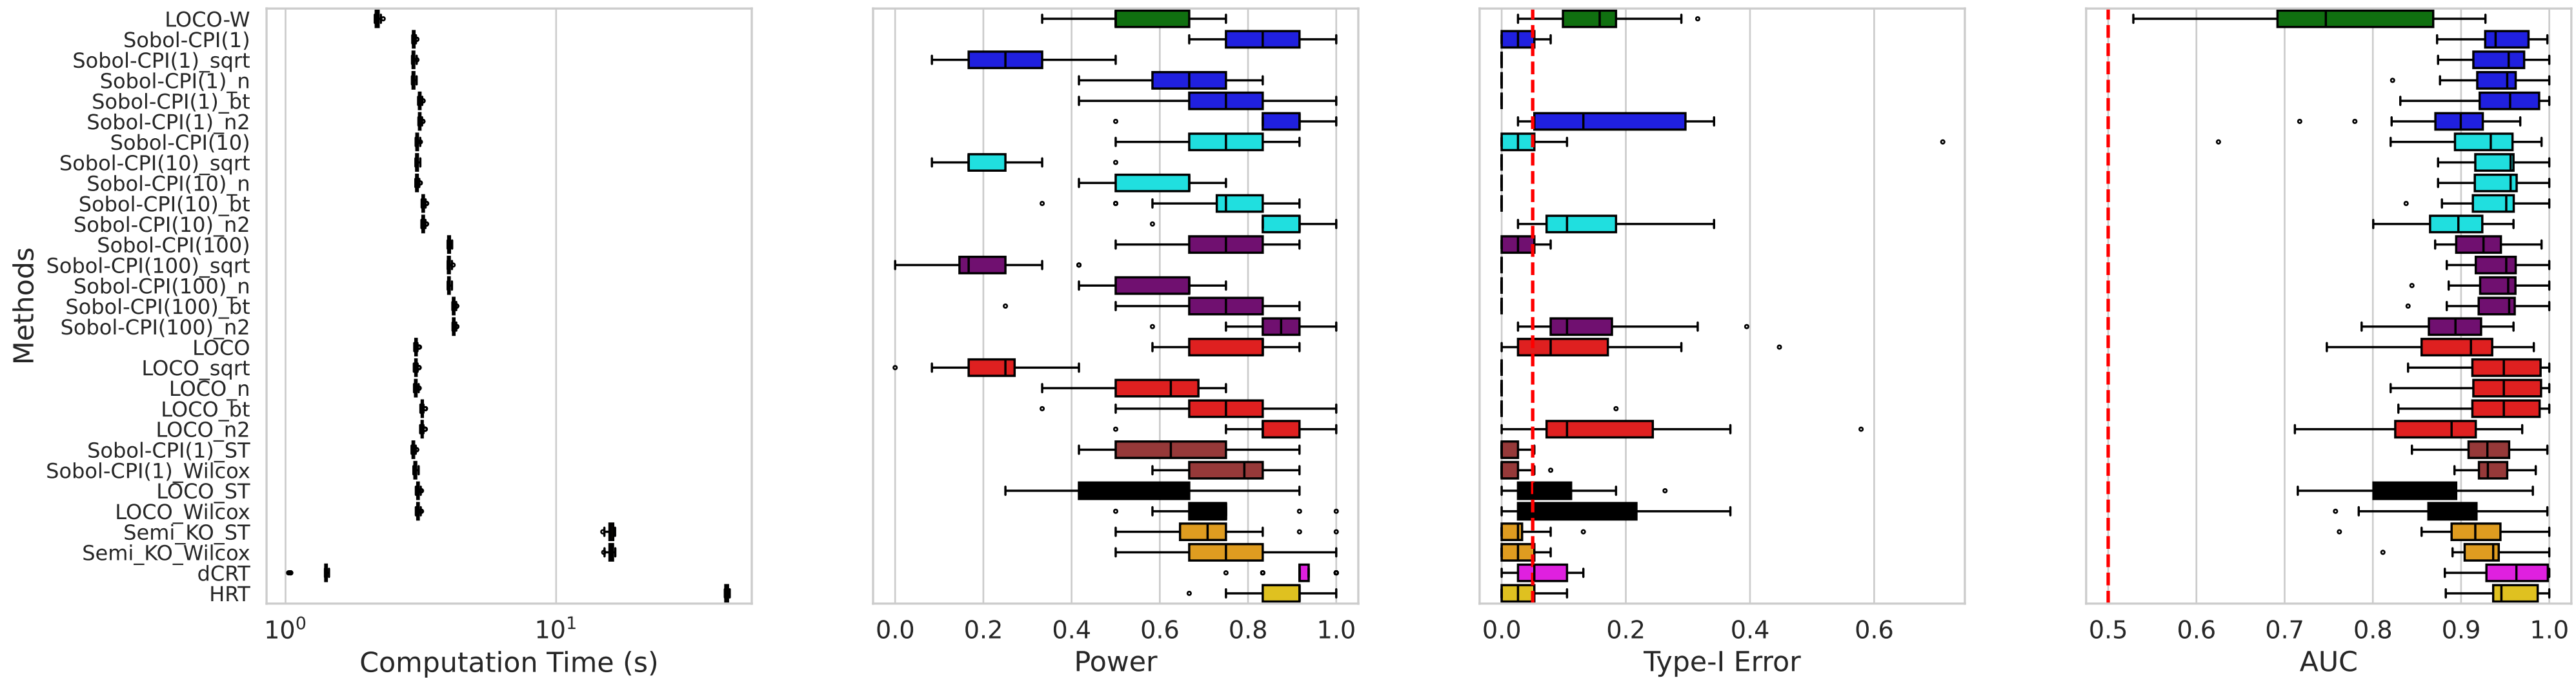 Methods
LOCO-W
Sobol-CPI(1)
Sobol-CPI(1)_sqrt
Sobol-CPI(1)_n
Sobol-CPI(1)_bt
Sobol-CPI(1)_n2
Sobol-CPI(10)
Sobol-CPI(10)_sqrt
Sobol-CPI(10)_n
Sobol-CPI(10)_bt
Sobol-CPI(10)_n2
Sobol-CPI(100)
Sobol-CPI(100)_sqrt
Sobol-CPI(100)_n
Sobol-CPI(100)_bt
Sobol-CPI(100)_n2
LOCO
LOCO_sqrt
LOCO_n
LOCO_bt
LOCO_n2
Sobol-CPI(1)_ST
Sobol-CPI(1)_Wilcox
LOCO_ST
LOCO_Wilcox
Semi_KO_ST
Semi_KO_Wilcox
dCRT
HRT
10⁰ 10¹
Computation Time (s)
0.0 0.2 0.4 0.6 0.8 1.0
Power
0.0 0.2 0.4 0.6
Type-I Error
0.5 0.6 0.7 0.8 0.9 1.0
AUC